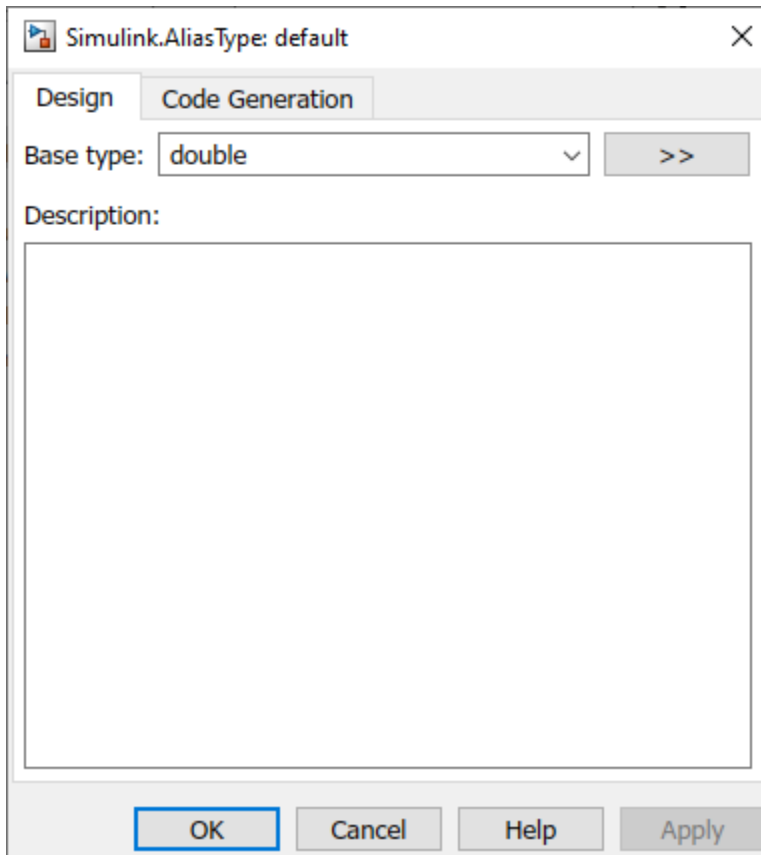 Simulink.AliasType: default
Design Code Generation
Base type: double >>
Description:
OK Cancel Help Apply